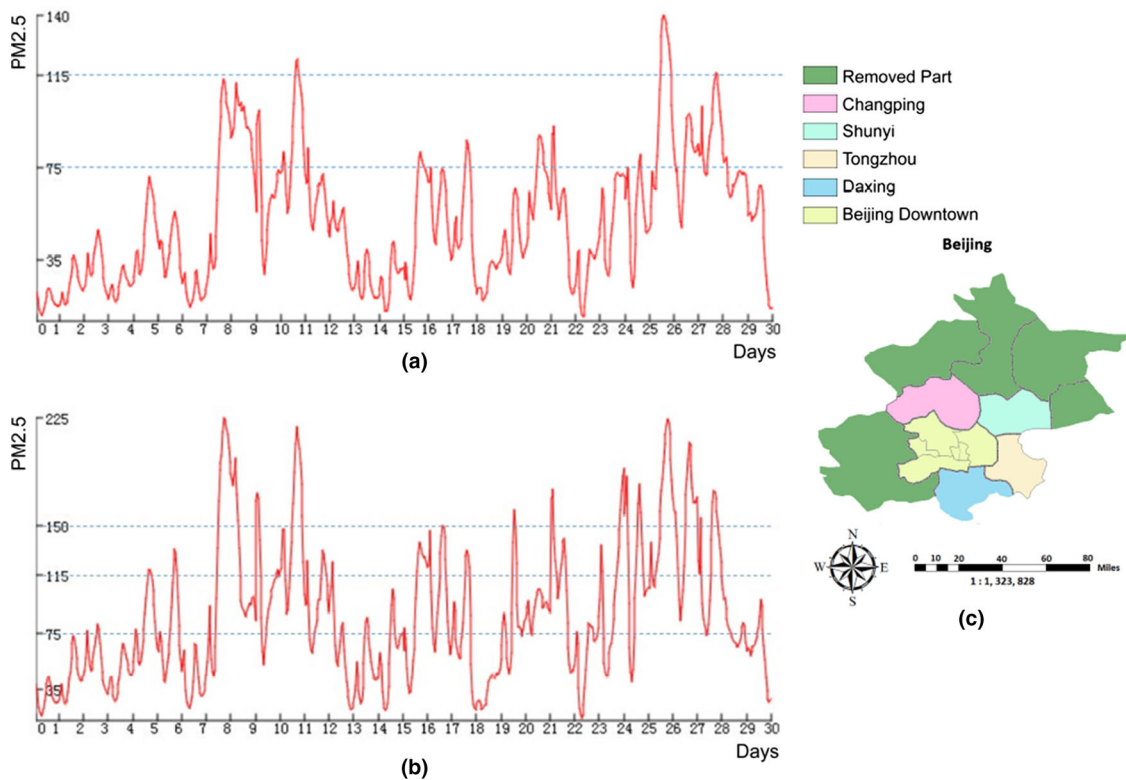 PM2.5
140
115
75
35
0 1 2 3 4 5 6 7 8 9 10 11 12 13 14 15 16 17 18 19 20 21 22 23 24 25 26 27 28 29 30
Days
(a)
PM2.5
225
150
115
75
35
0 1 2 3 4 5 6 7 8 9 10 11 12 13 14 15 16 17 18 19 20 21 22 23 24 25 26 27 28 29 30
Days
(b)
Removed Part
Changping
Shunyi
Tongzhou
Daxing
Beijing Downtown
Beijing
N
W E
S
0 10 20 40 60 80
Miles
1 : 1, 323, 828
(c)